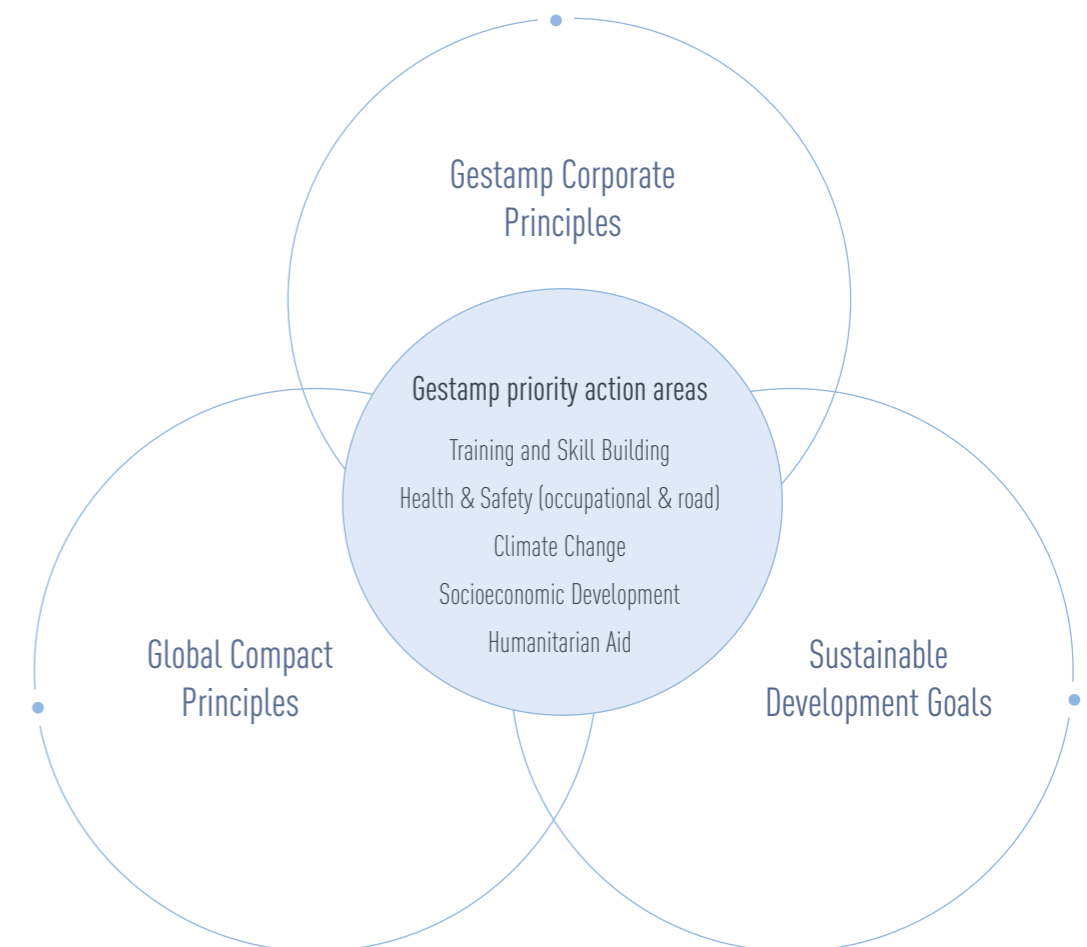 Gestamp Corporate
Principles
Gestamp priority action areas
Training and Skill Building
Health & Safety (occupational & road)
Climate Change
Socioeconomic Development
Humanitarian Aid
Global Compact
Principles
Sustainable
Development Goals